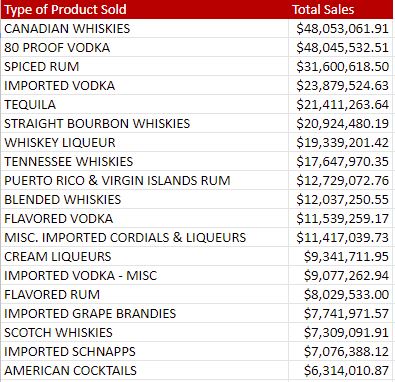 Type of Product Sold Total Sales
CANADIAN WHISKIES $48,053,061.91
80 PROOF VODKA $48,045,532.51
SPICED RUM $31,600,618.50
IMPORTED VODKA $23,879,524.63
TEQUILA $21,411,263.64
STRAIGHT BOURBON WHISKIES $20,924,480.19
WHISKEY LIQUEUR $19,339,201.42
TENNESSEE WHISKIES $17,647,970.35
PUERTO RICO & VIRGIN ISLANDS RUM $12,729,072.76
BLENDED WHISKIES $12,037,250.55
FLAVORED VODKA $11,539,259.17
MISC. IMPORTED CORDIALS & LIQUEURS $11,417,039.73
CREAM LIQUEURS $9,341,711.95
IMPORTED VODKA - MISC $9,077,262.94
FLAVORED RUM $8,029,533.00
IMPORTED GRAPE BRANDIES $7,741,971.57
SCOTCH WHISKIES $7,309,091.91
IMPORTED SCHNAPPS $7,076,388.12
AMERICAN COCKTAILS $6,314,010.87